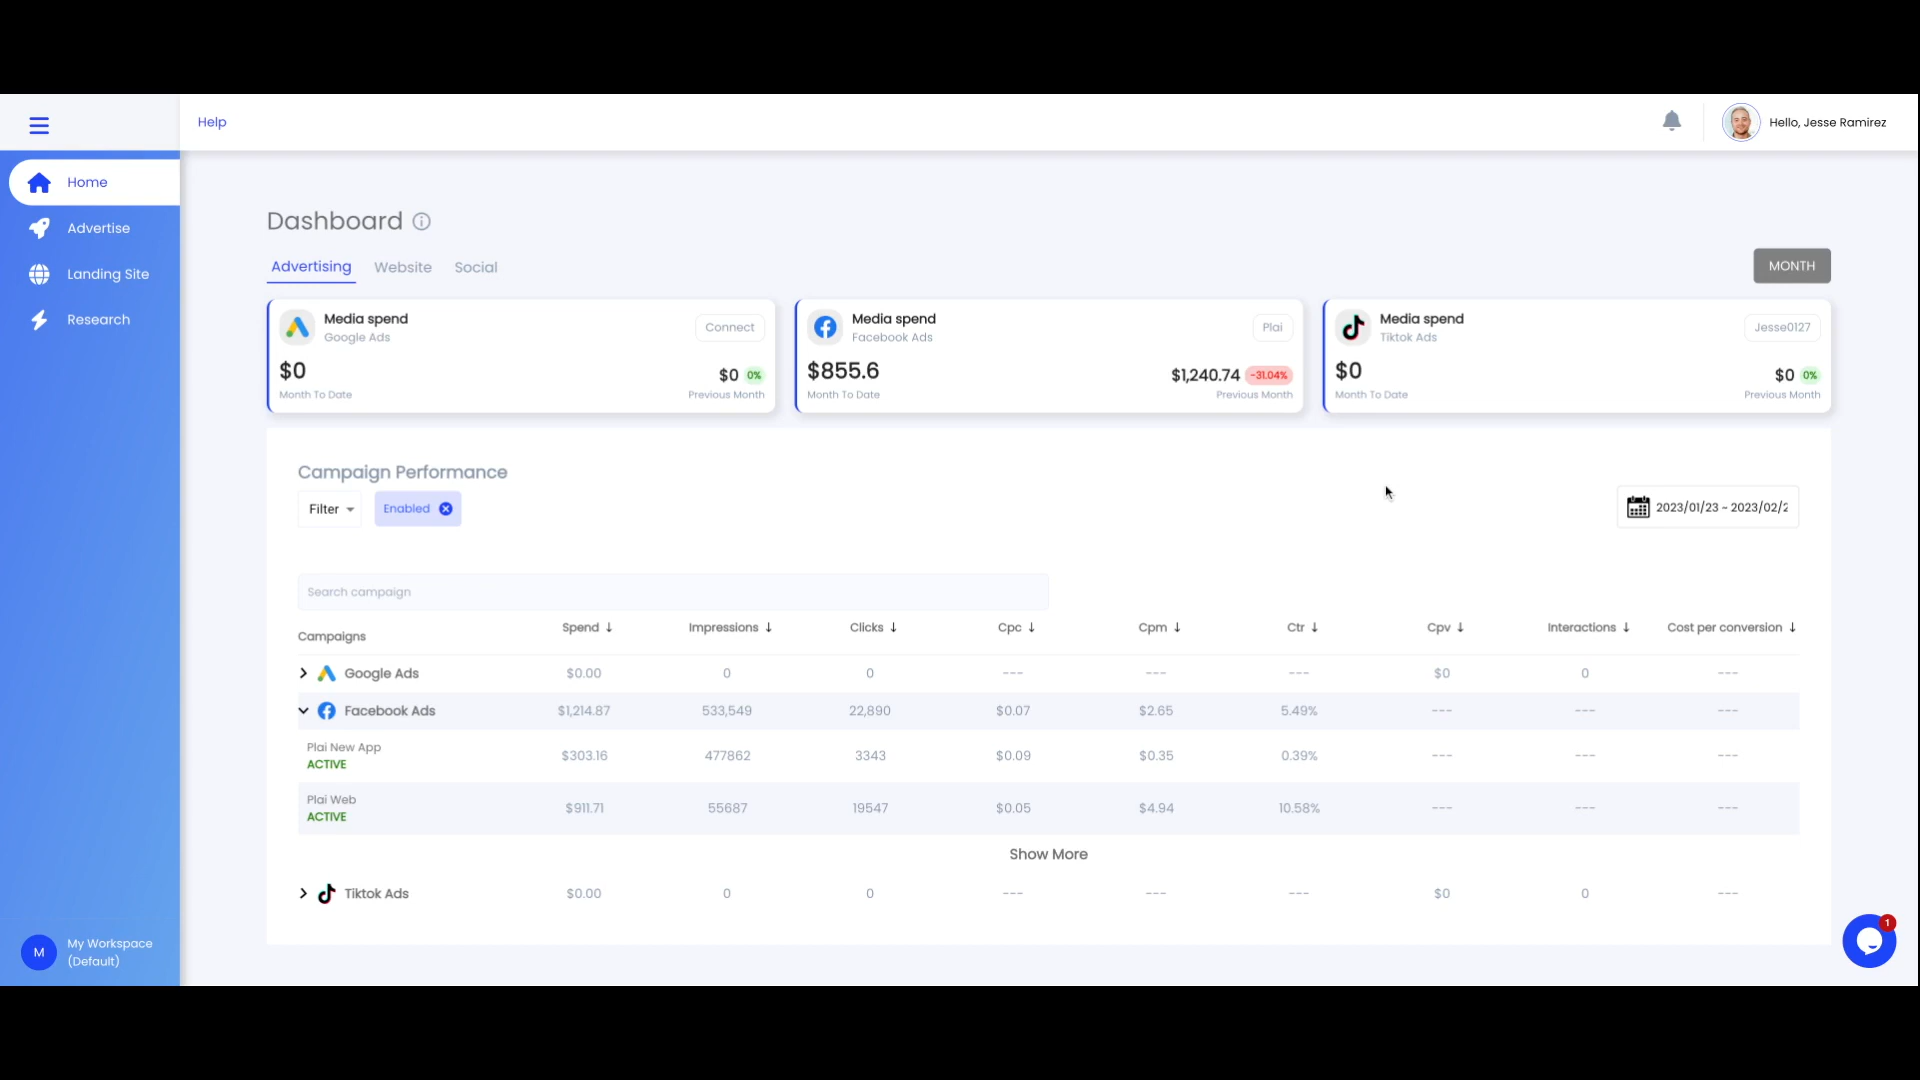 Help
Hello, Jesse Ramirez
Home
Advertise
Landing Site
Research
My Workspace
(Default)
M
Dashboard
Advertising Website Social
MONTH
Media spend
Google Ads
Connect
$0
Month To Date
$0 0%
Previous Month
Media spend
Facebook Ads
Plai
$855.6
Month To Date
$1,240.74 -31.04%
Previous Month
Media spend
Tiktok Ads
Jesse0127
$0
Month To Date
$0 0%
Previous Month
Campaign Performance
Filter Enabled
2023/01/23 ~ 2023/02/2
Search campaign
Campaigns Spend ↓ Impressions ↓ Clicks ↓ Cpc ↓ Cpm ↓ Ctr ↓ Cpv ↓ Interactions ↓ Cost per conversion ↓
Google Ads $0.00 0 0 --- --- --- $0 0 ---
Facebook Ads $1,214.87 533,549 22,890 $0.07 $2.65 5.49% --- --- ---
Plai New App
ACTIVE
$303.16 477862 3343 $0.09 $0.35 0.39% --- --- ---
Plai Web
ACTIVE
$911.71 55687 19547 $0.05 $4.94 10.58% --- --- ---
Show More
Tiktok Ads $0.00 0 0 --- --- --- $0 0 ---
1